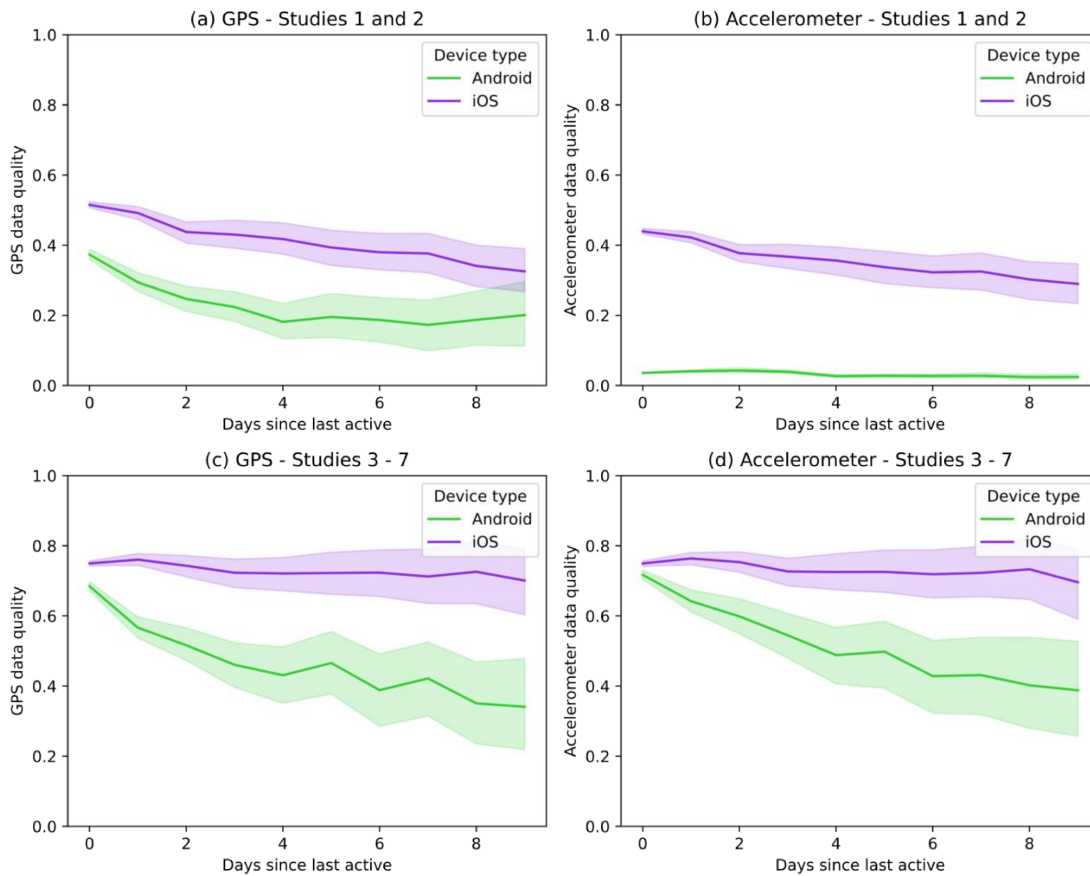 (a) GPS - Studies 1 and 2
GPS data quality
1.0
0.8
0.6
0.4
0.2
0.0
Device type
Android
iOS
0 2 4 6 8
Days since last active
(b) Accelerometer - Studies 1 and 2
Accelerometer data quality
1.0
0.8
0.6
0.4
0.2
0.0
Device type
Android
iOS
0 2 4 6 8
Days since last active
(c) GPS - Studies 3 - 7
GPS data quality
1.0
0.8
0.6
0.4
0.2
0.0
Device type
Android
iOS
0 2 4 6 8
Days since last active
(d) Accelerometer - Studies 3 - 7
Accelerometer data quality
1.0
0.8
0.6
0.4
0.2
0.0
Device type
Android
iOS
0 2 4 6 8
Days since last active